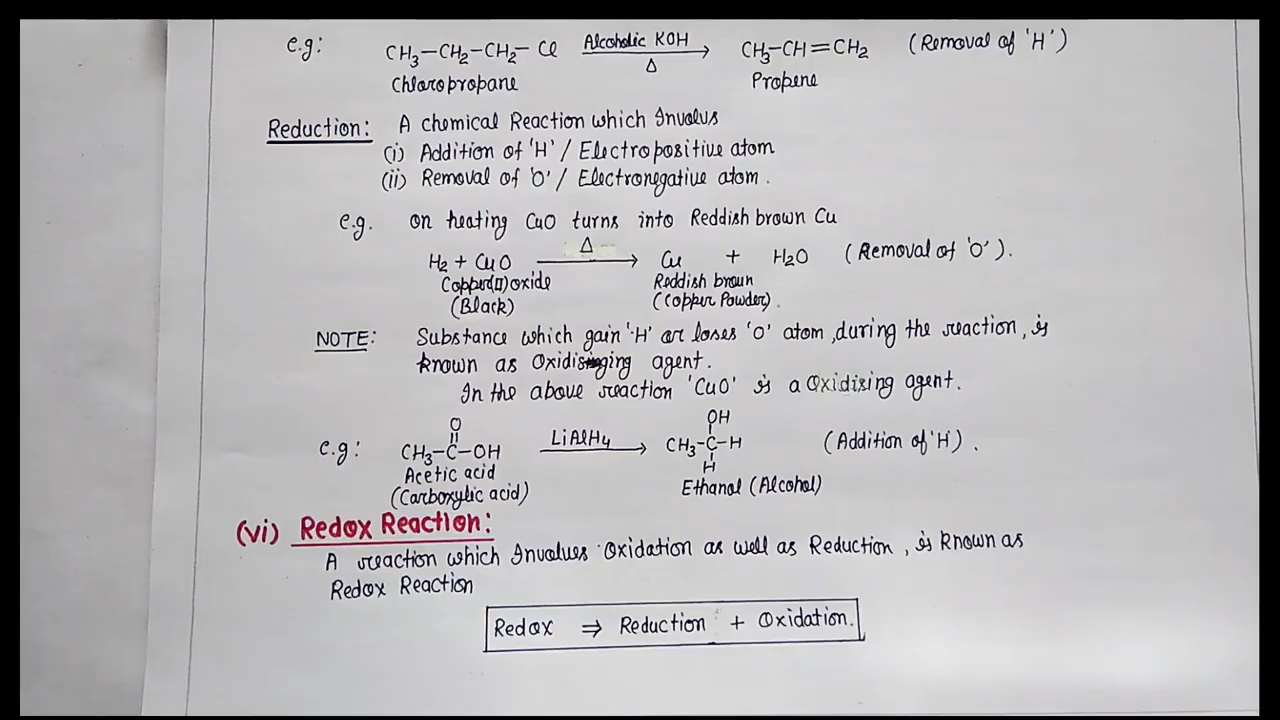 e.g: CH₃–CH₂–CH₂–Cl Alcoholic KOH Δ → CH₃–CH=CH₂ (Removal of 'H')
Chloropropane Propene
Reduction: A chemical Reaction which Involves
(i) Addition of 'H' / Electropositive atom
(ii) Removal of 'O' / Electronegative atom.
e.g. on heating CuO turns into Reddish brown Cu
H₂ + CuO Δ → Cu + H₂O (Removal of 'O').
Copper(II)oxide Reddish brown
(Black) (Copper Powder).
NOTE: Substance which gain 'H' or loses 'O' atom, during the reaction, is
known as Oxidising agent.
In the above reaction 'CuO' is a Oxidizing agent.
OH
O
e.g: CH₃–C–OH LiAlH₄ → CH₃–C–H (Addition of 'H').
H
Acetic acid
(Carboxylic acid) Ethanol (Alcohol)
(vi) Redox Reaction:
A reaction which Involves Oxidation as well as Reduction, is known as
Redox Reaction
Redox ⇒ Reduction + Oxidation.